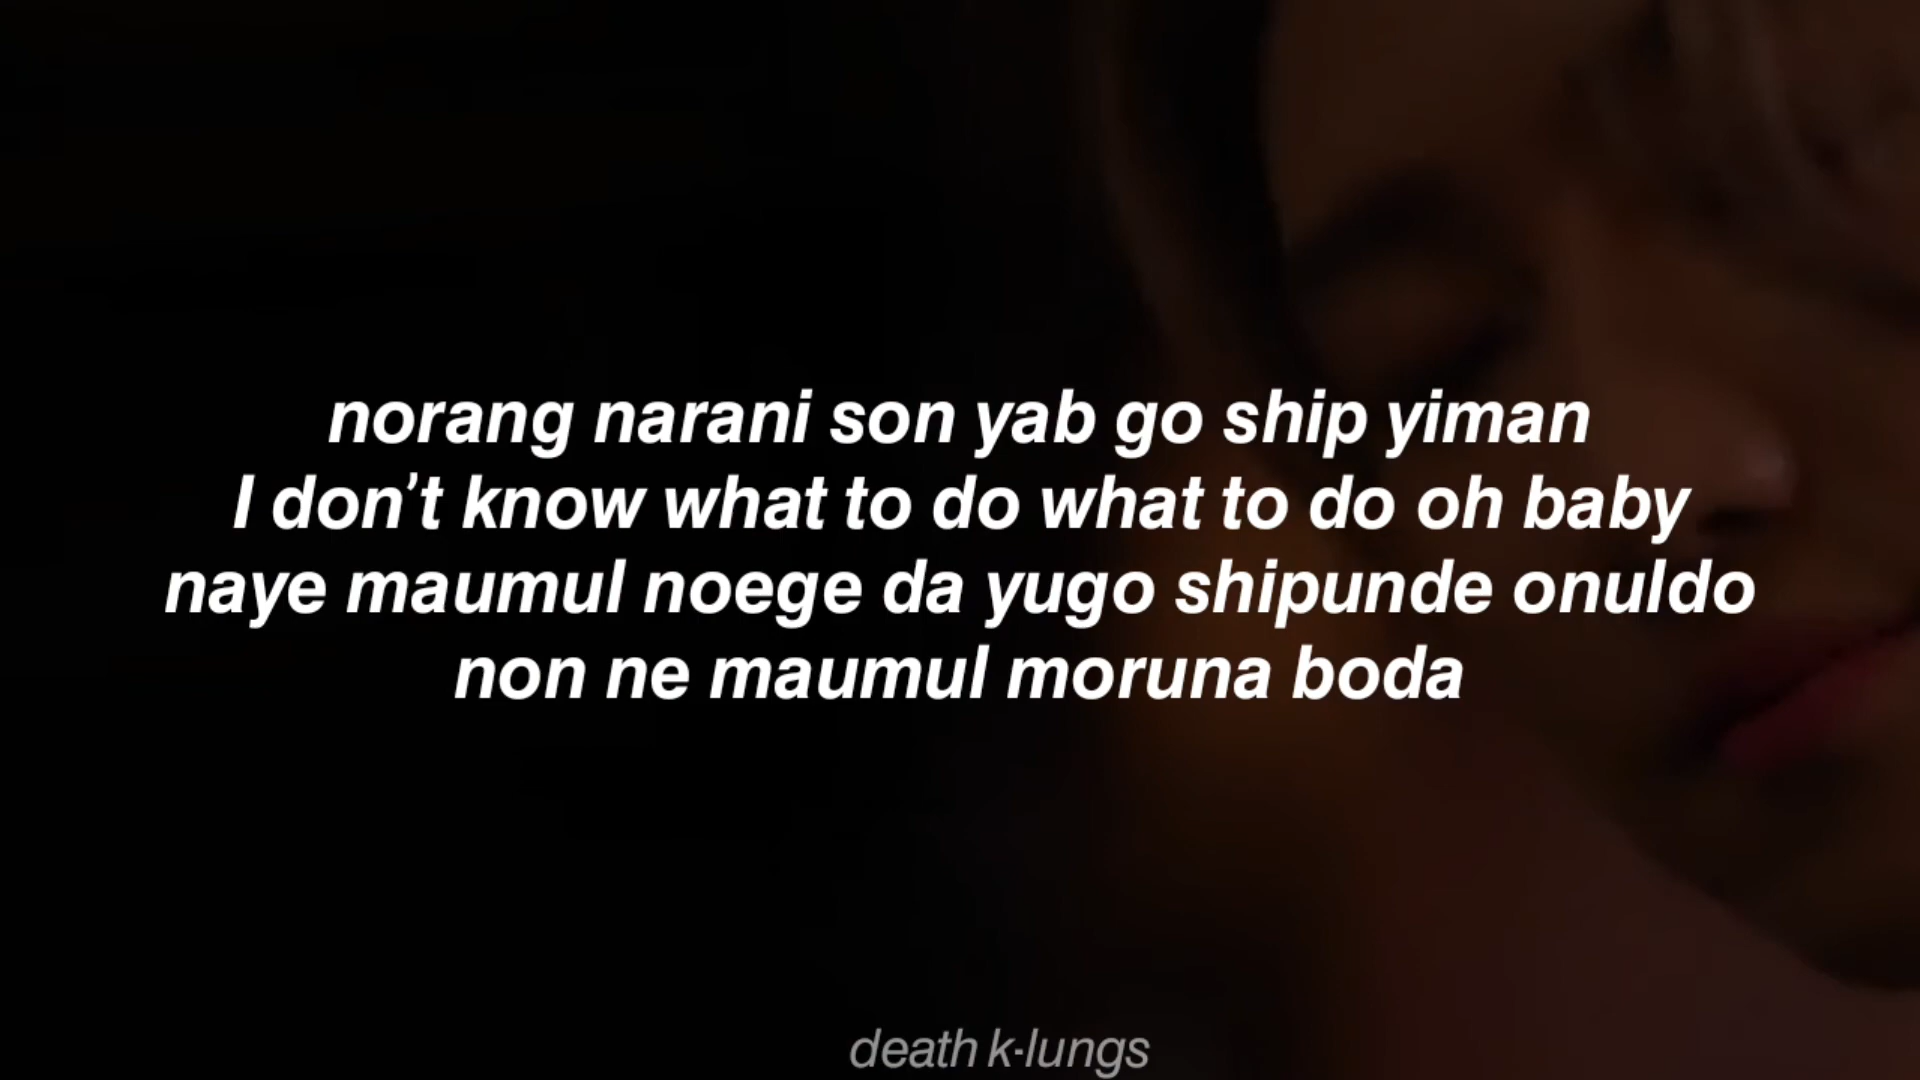 norang narani son yab go ship yiman
I don’t know what to do what to do oh baby
naye maumul noege da yugo shipunde onuldo
non ne maumul moruna boda
death k-lungs